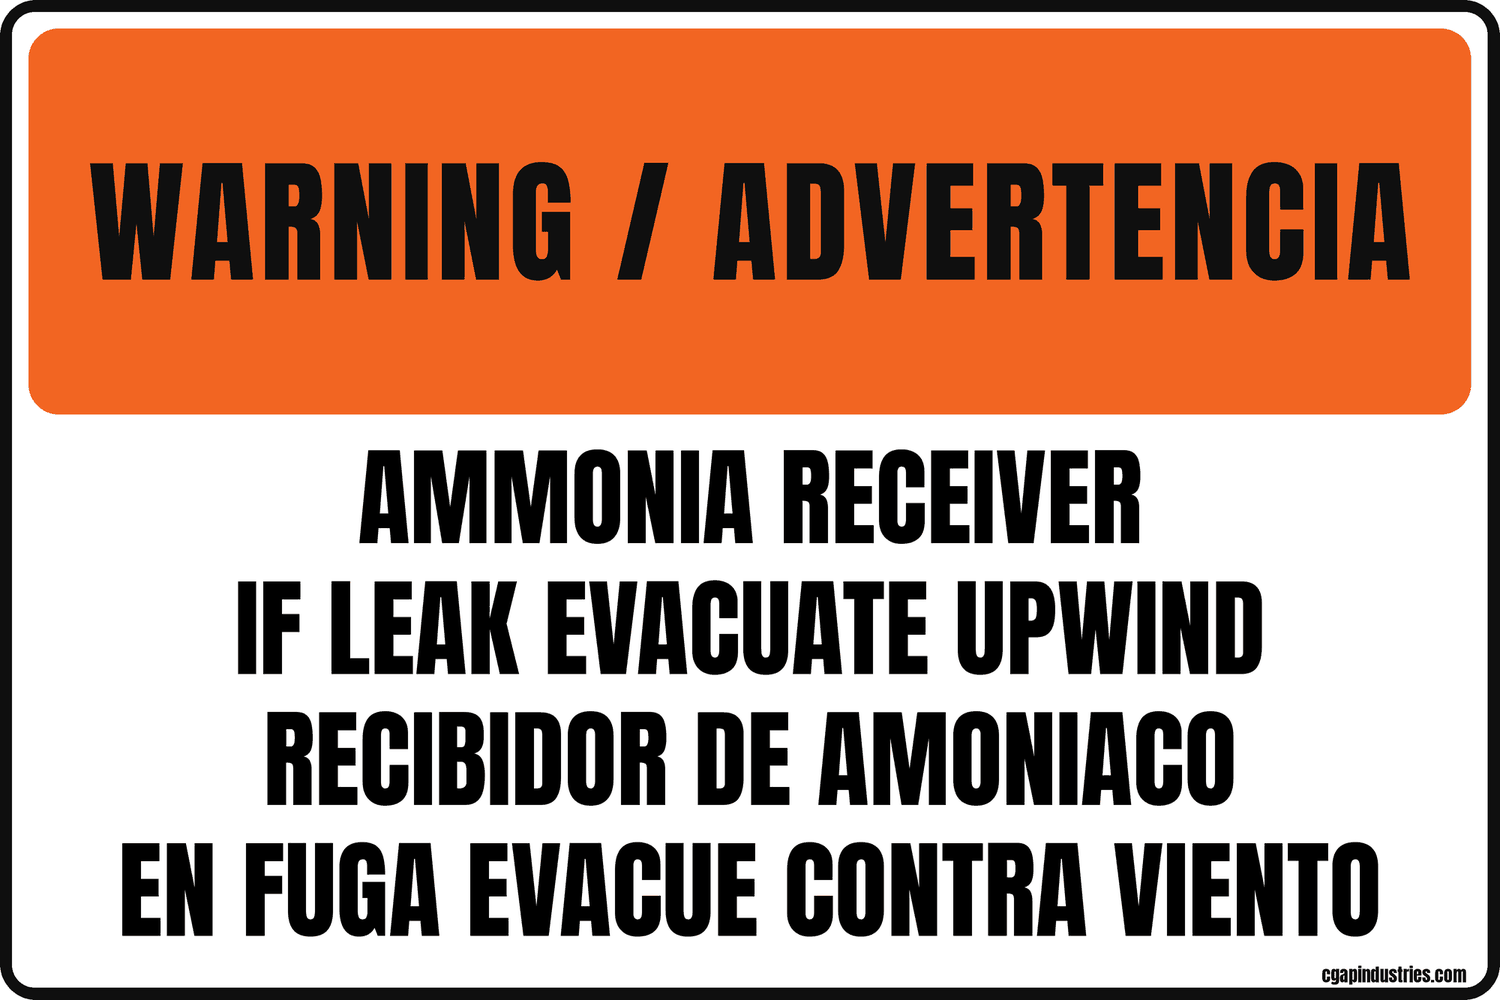 WARNING / ADVERTENCIA
AMMONIA RECEIVER
IF LEAK EVACUATE UPWIND
RECIBIDOR DE AMONIACO
EN FUGA EVACUE CONTRA VIENTO
cgapindustries.com